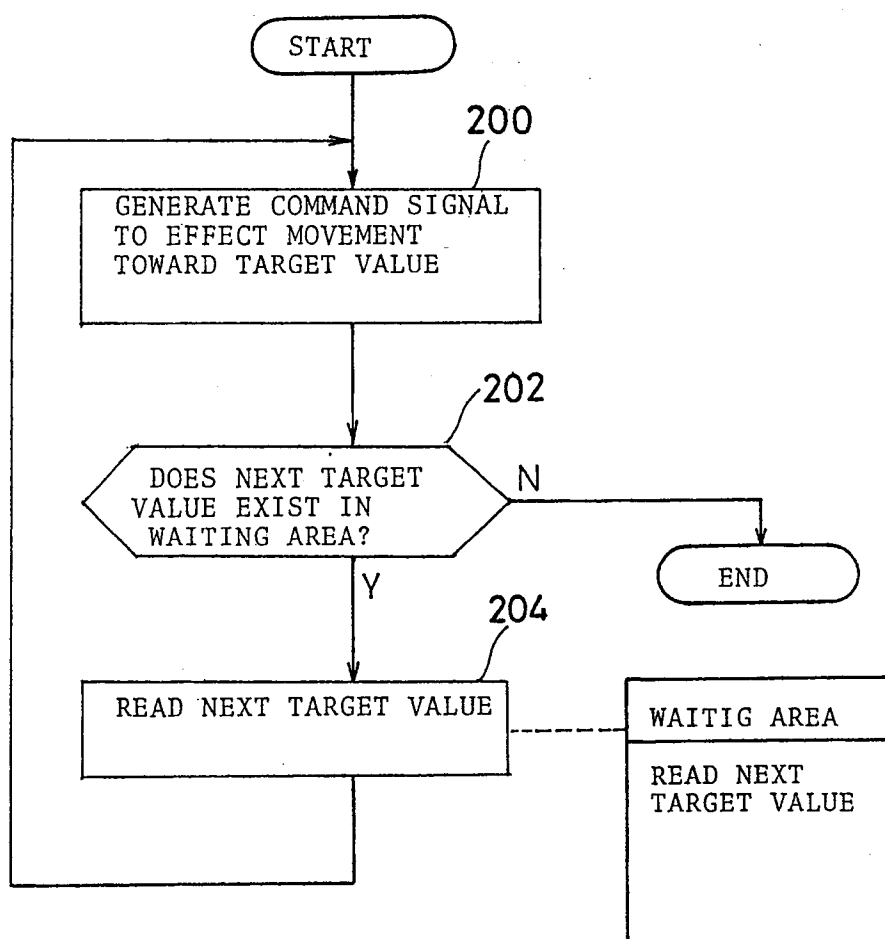 START
200
GENERATE COMMAND SIGNAL
TO EFFECT MOVEMENT
TOWARD TARGET VALUE
202
DOES NEXT TARGET
VALUE EXIST IN
WAITING AREA?
N
END
Y
204
READ NEXT TARGET VALUE
WAITIG AREA
READ NEXT
TARGET VALUE